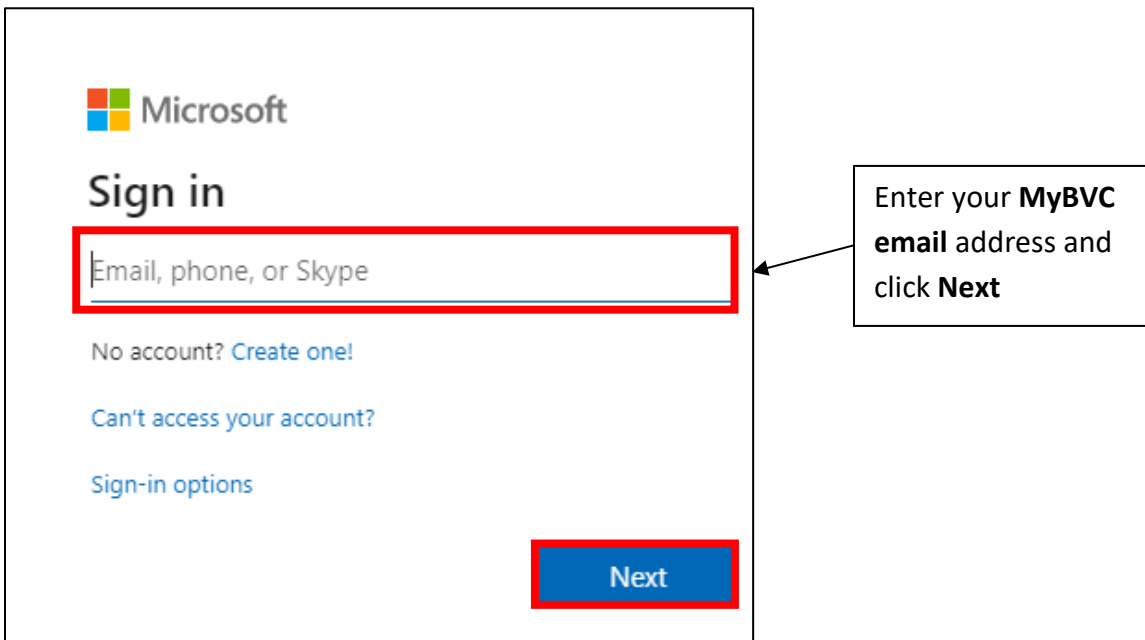 Microsoft
Sign in
Email, phone, or Skype
No account? Create one!
Can't access your account?
Sign-in options
Next
Enter your MyBVC
email address and
click Next